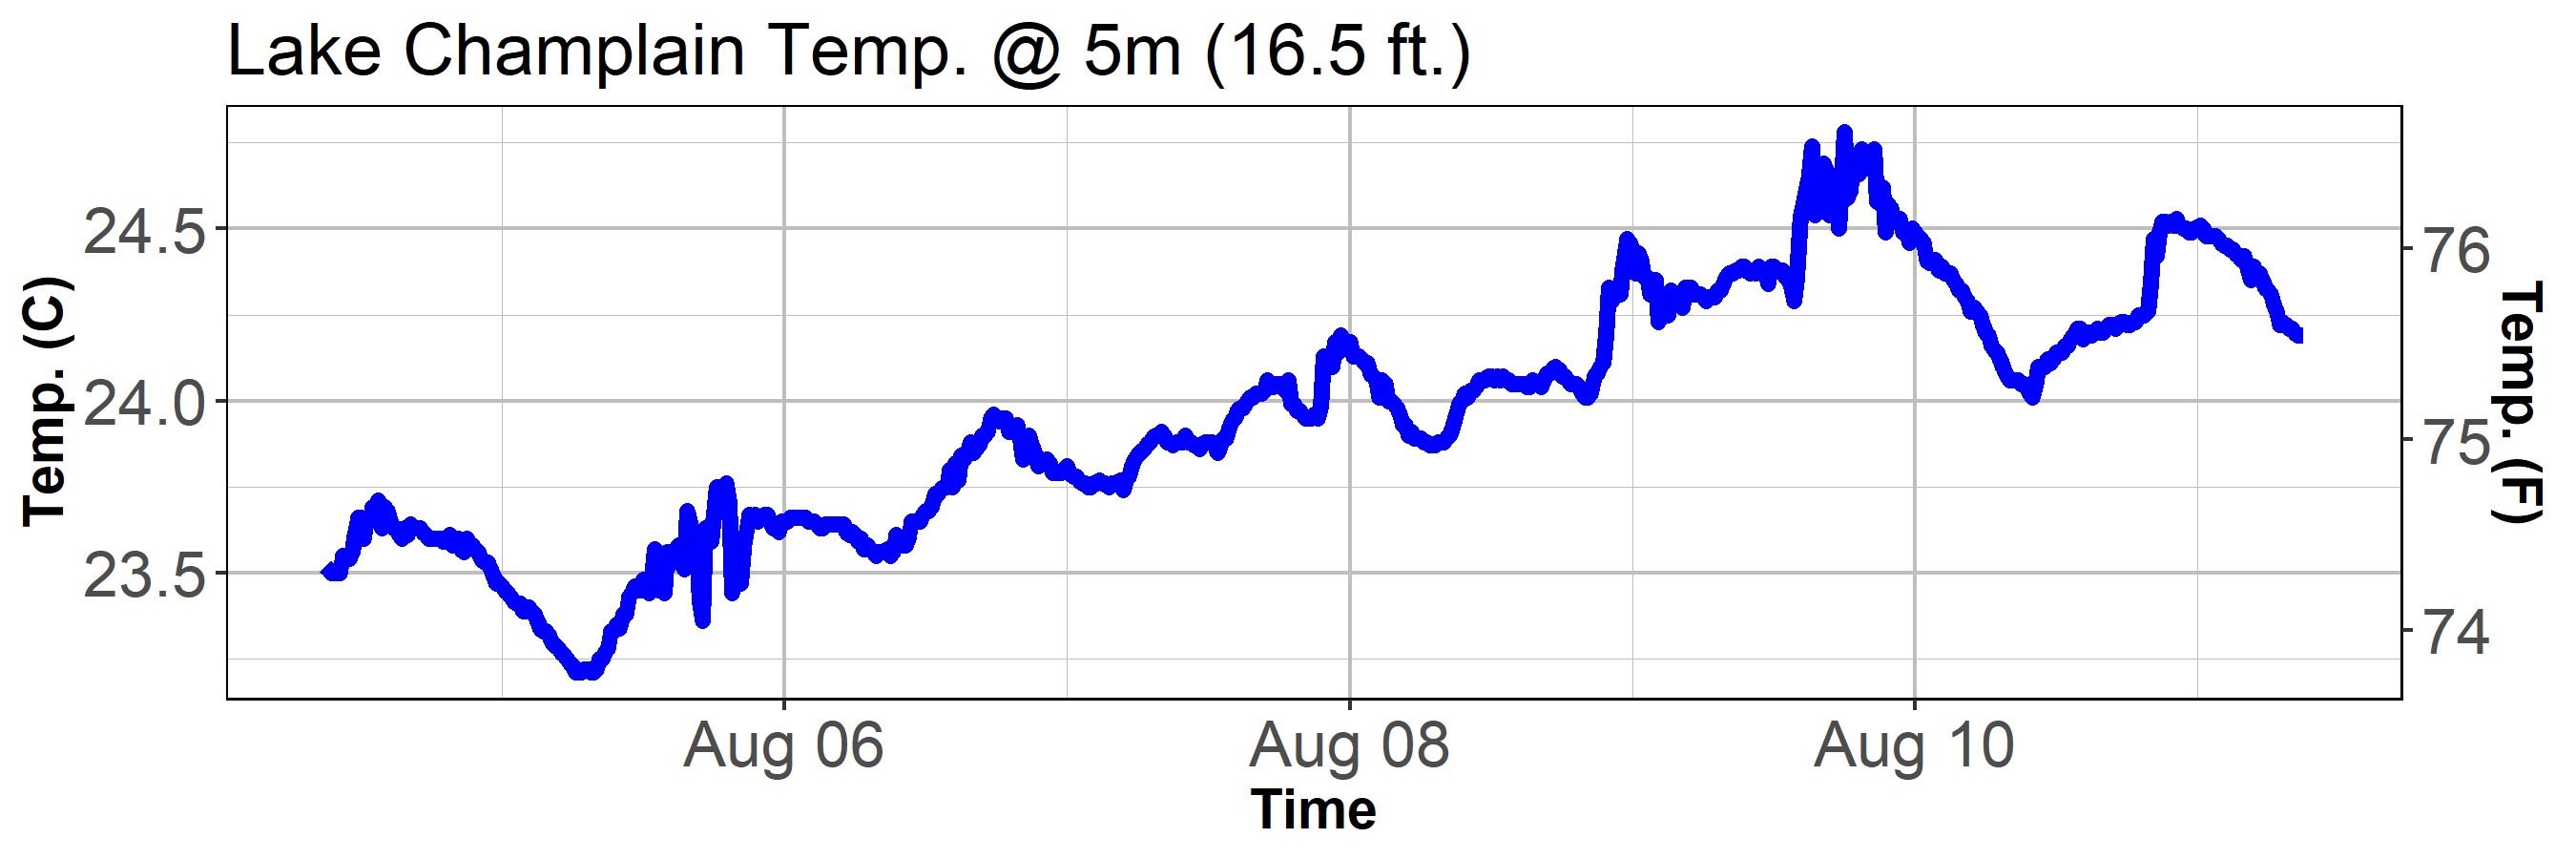 Lake Champlain Temp. @ 5m (16.5 ft.)
Temp. (C)
24.5
24.0
23.5
76
75
74
Temp. (F)
Aug 06
Aug 08
Aug 10
Time